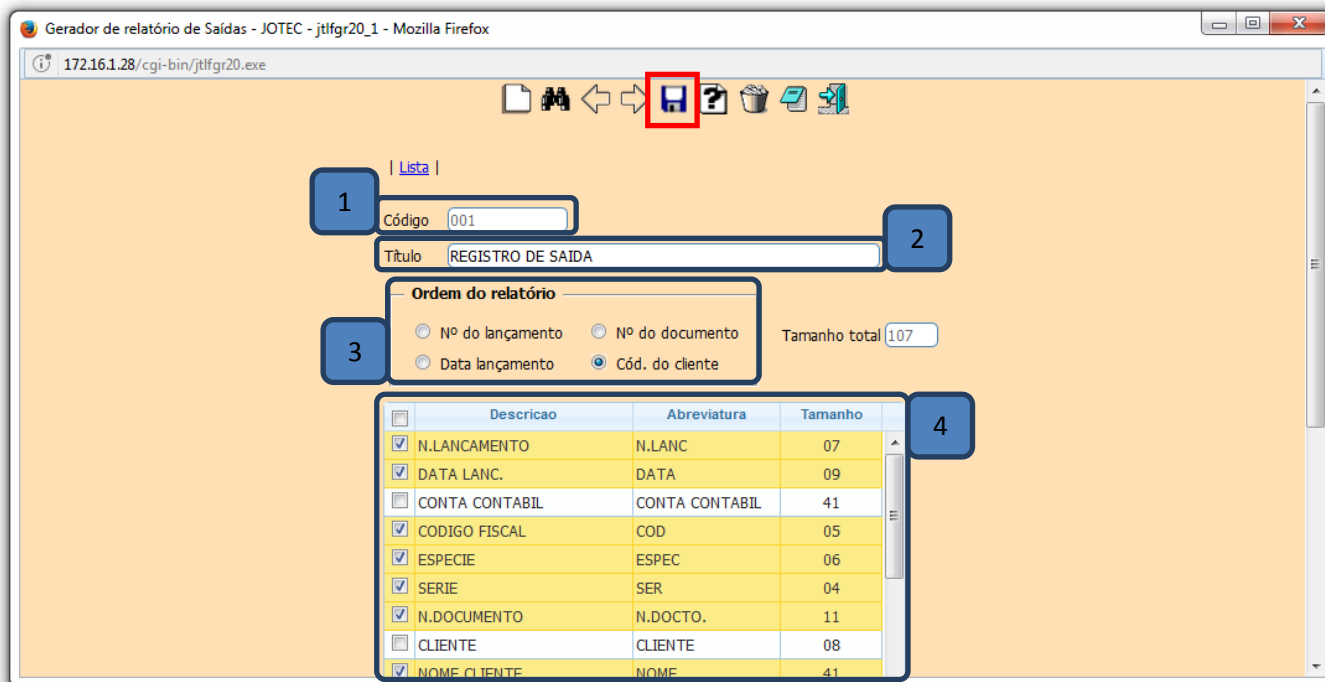 Gerador de relatório de Saídas - JOTEC - jtlfgr20_1 - Mozilla Firefox
172.16.1.28/cgi-bin/jtlfgr20.exe
| Lista |
1
Código 001
2
Título REGISTRO DE SAIDA
Ordem do relatório
3
Nº do lançamento Nº do documento Tamanho total 107
Data lançamento Cód. do cliente
4
Descricao Abreviatura Tamanho
N.LANCAMENTO N.LANC 07
DATA LANC. DATA 09
CONTA CONTABIL CONTA CONTABIL 41
CODIGO FISCAL COD 05
ESPECIE ESPEC 06
SERIE SER 04
N.DOCUMENTO N.DOCTO. 11
CLIENTE CLIENTE 08
NOME CLIENTE NOME 41